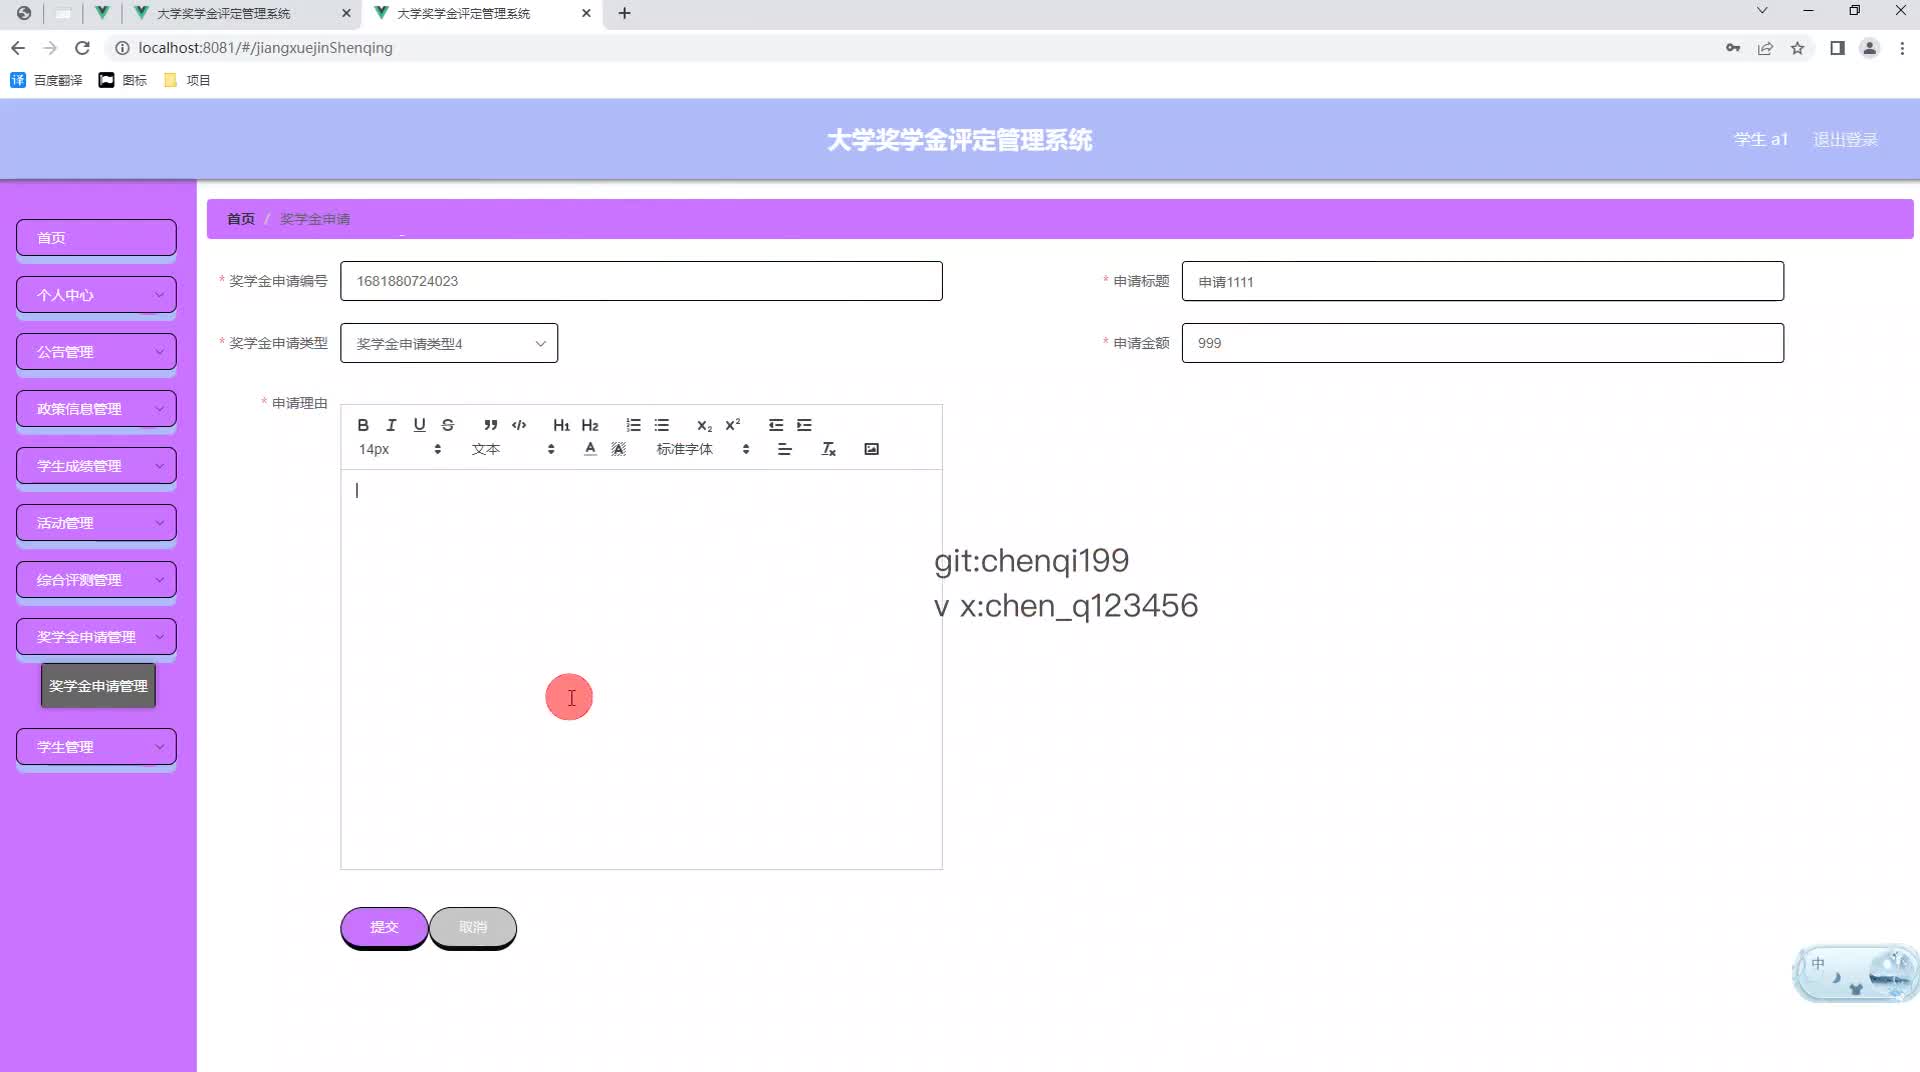 大学奖学金评定管理系统
大学奖学金评定管理系统
localhost:8081/#/jiangxuejinShenqing
译 百度翻译 图标 项目
大学奖学金评定管理系统
学生 a1 退出登录
首页
个人中心
公告管理
政策信息管理
学生成绩管理
活动管理
综合评测管理
奖学金申请管理
奖学金申请管理
学生管理
首页 / 奖学金申请
* 奖学金申请编号 1681880724023
* 申请标题 申请1111
* 奖学金申请类型 奖学金申请类型4
* 申请金额 999
* 申请理由
B I U S H1 H2 x2 x2
14px 文本 A A 标准字体
git:chenqi199
v x:chen_q123456
提交 取消
中